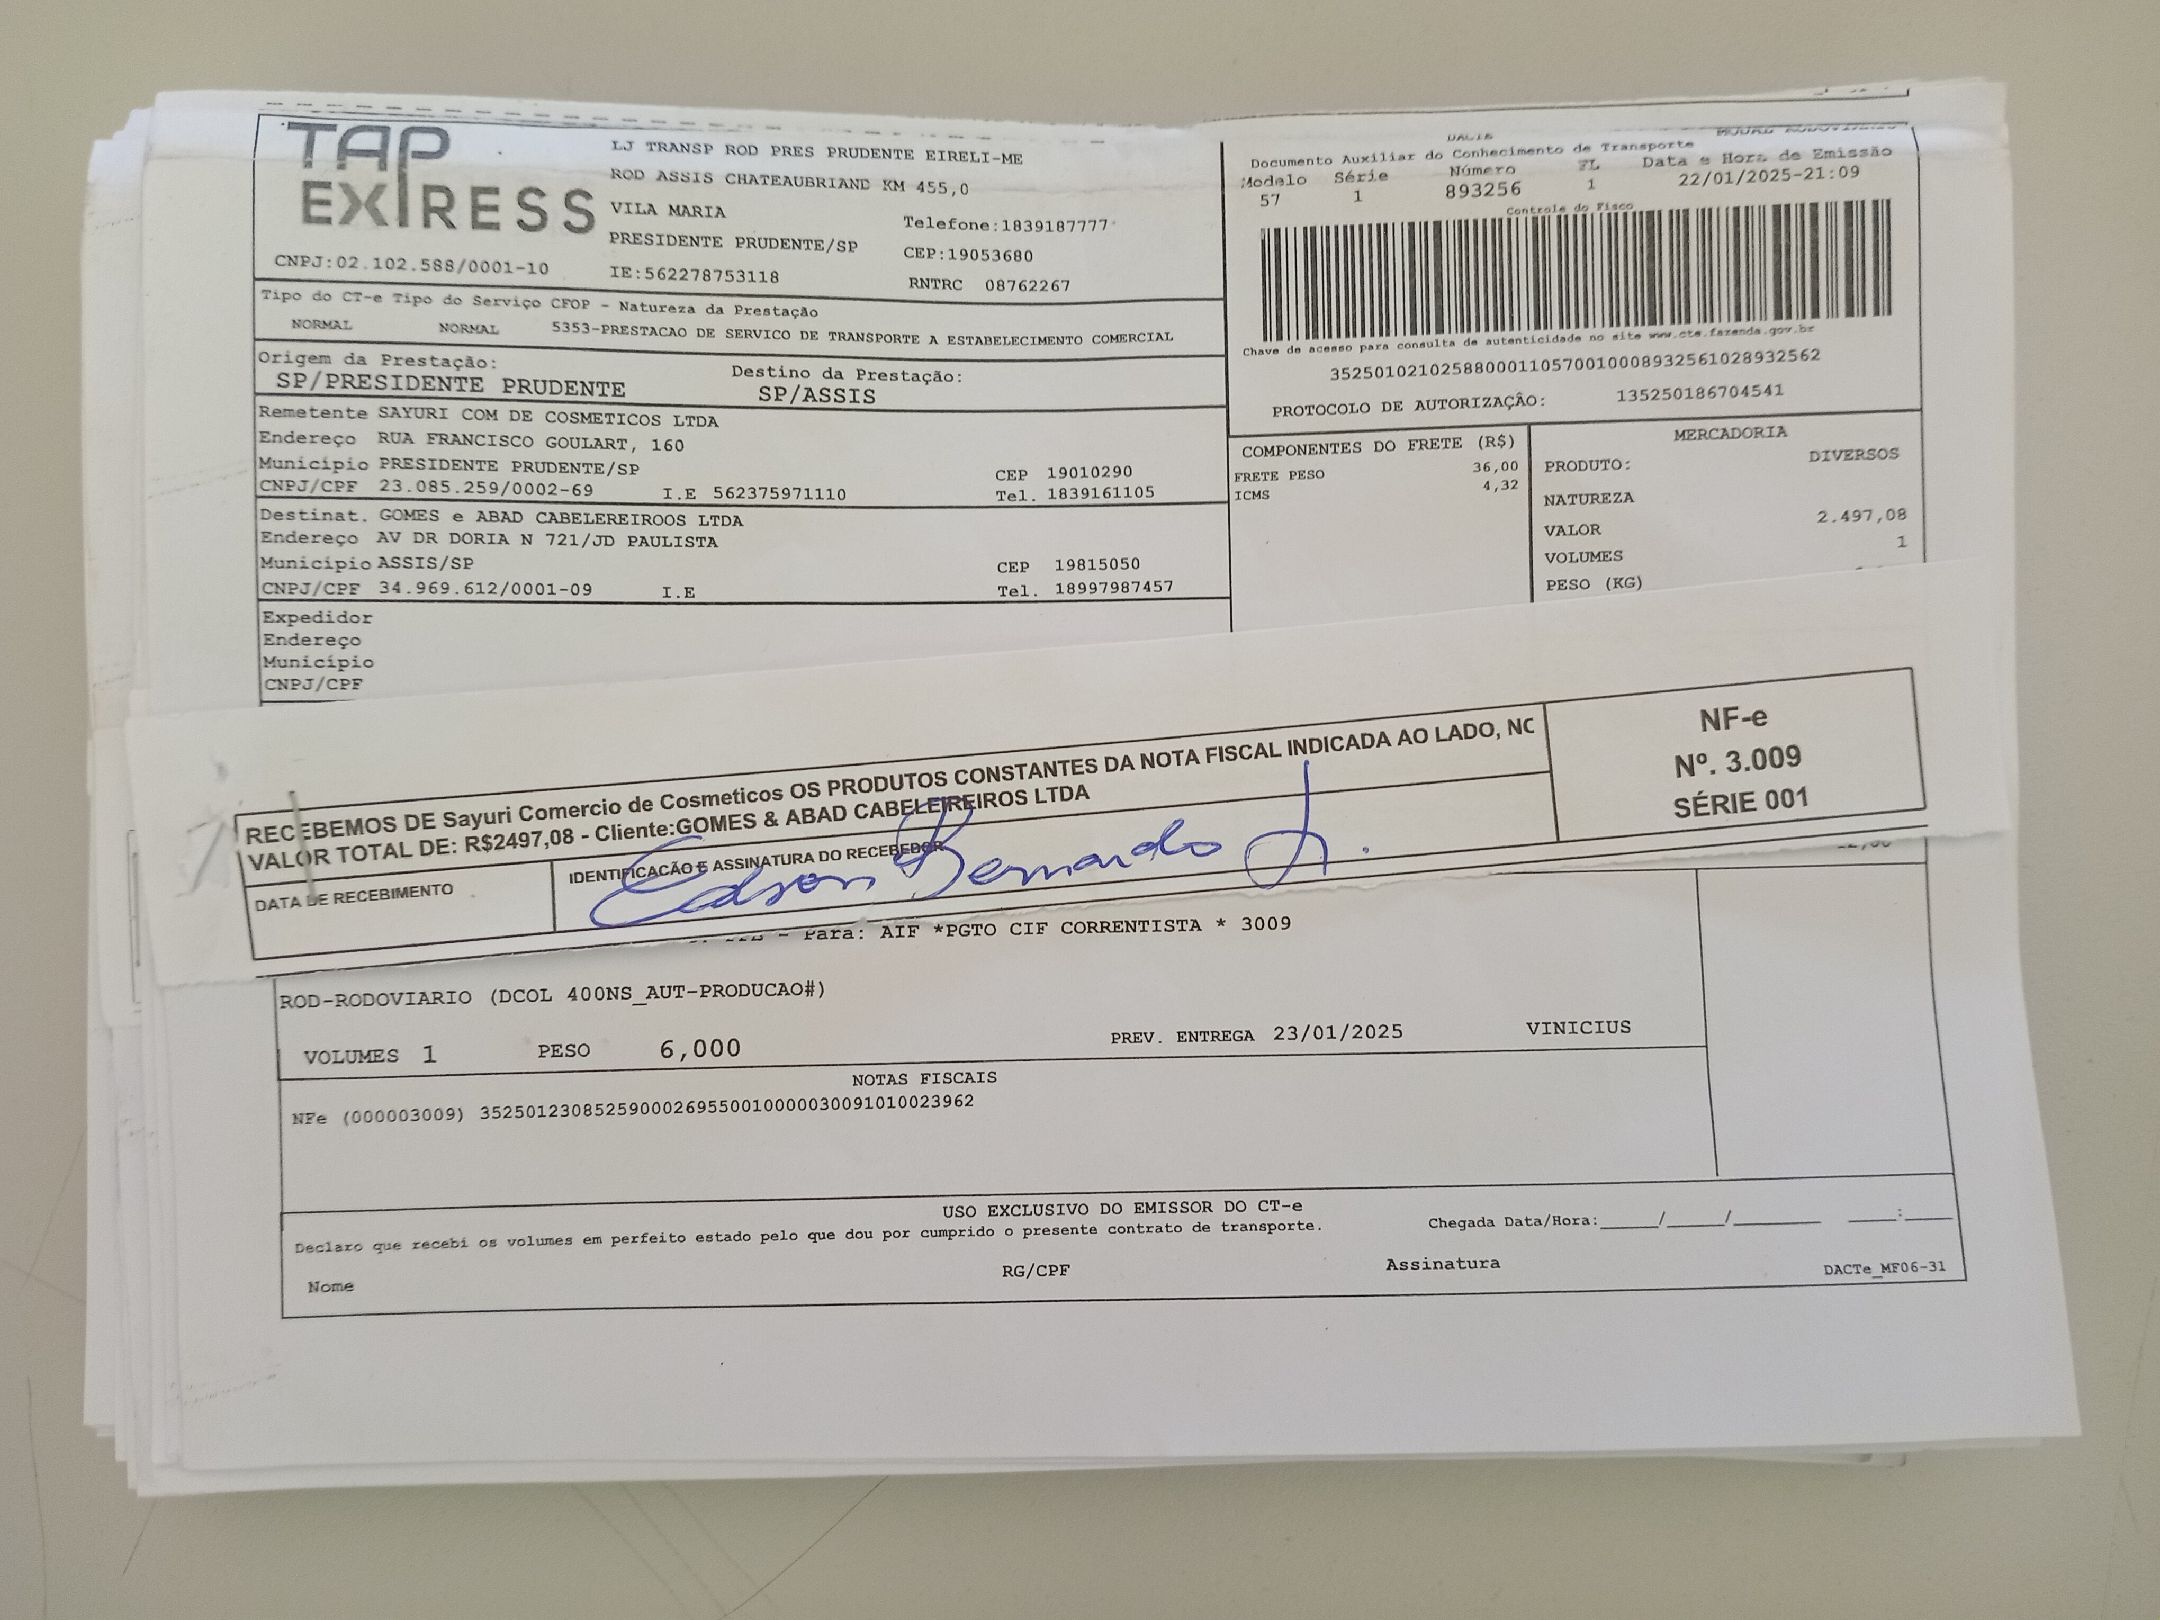 TAP
EXPRESS
CNPJ:02.102.588/0001-10
LJ TRANSP ROD PRES PRUDENTE EIRELI-ME
ROD ASSIS CHATEAUBRIAND KM 455,0
VILA MARIA
Telefone:1839187777
PRESIDENTE PRUDENTE/SP
CEP:19053680
IE:562278753118
RNTRC 08762267
DACTE
Documento Auxiliar do Conhecimento de Transporte
Modelo Série Número FL Data e Hora de Emissão
57 1 893256 1 22/01/2025-21:09
Controle do Fisco
Chave de acesso para consulta de autenticidade no site www.cte.fazenda.gov.br
35250102102588000110570010008932561028932562
PROTOCOLO DE AUTORIZAÇÃO: 135250186704541
Tipo do CT-e Tipo do Serviço CFOP - Natureza da Prestação
NORMAL NORMAL 5353-PRESTACAO DE SERVICO DE TRANSPORTE A ESTABELECIMENTO COMERCIAL
Origem da Prestação: Destino da Prestação:
SP/PRESIDENTE PRUDENTE SP/ASSIS
Remetente SAYURI COM DE COSMETICOS LTDA
Endereço RUA FRANCISCO GOULART, 160
Município PRESIDENTE PRUDENTE/SP CEP 19010290
CNPJ/CPF 23.085.259/0002-69 I.E 562375971110 Tel. 1839161105
Destinat. GOMES e ABAD CABELEREIROOS LTDA
Endereço AV DR DORIA N 721/JD PAULISTA
Município ASSIS/SP CEP 19815050
CNPJ/CPF 34.969.612/0001-09 I.E Tel. 18997987457
Expedidor
Endereço
Município
CNPJ/CPF
COMPONENTES DO FRETE (R$)
FRETE PESO 36,00
ICMS 4,32
MERCADORIA
PRODUTO: DIVERSOS
NATUREZA
VALOR 2.497,08
VOLUMES 1
PESO (KG)
RECEBEMOS DE Sayuri Comercio de Cosmeticos OS PRODUTOS CONSTANTES DA NOTA FISCAL INDICADA AO LADO, NO
VALOR TOTAL DE: R$2497,08 - Cliente:GOMES & ABAD CABELEIREIROS LTDA
DATA DE RECEBIMENTO
IDENTIFICAÇÃO E ASSINATURA DO RECEBEDOR
Edson Bernardo Jr.
NF-e
Nº. 3.009
SÉRIE 001
- Para: AIF *PGTO CIF CORRENTISTA * 3009
ROD-RODOVIARIO (DCOL 400NS_AUT-PRODUCAO#)
VOLUMES 1 PESO 6,000 PREV. ENTREGA 23/01/2025 VINICIUS
NOTAS FISCAIS
NFe (000003009) 35250123085259000269550010000030091010023962
USO EXCLUSIVO DO EMISSOR DO CT-e
Declaro que recebi os volumes em perfeito estado pelo que dou por cumprido o presente contrato de transporte.
Chegada Data/Hora:_____/_____/________ ____:____
Nome RG/CPF Assinatura
DACTe_MF06-31